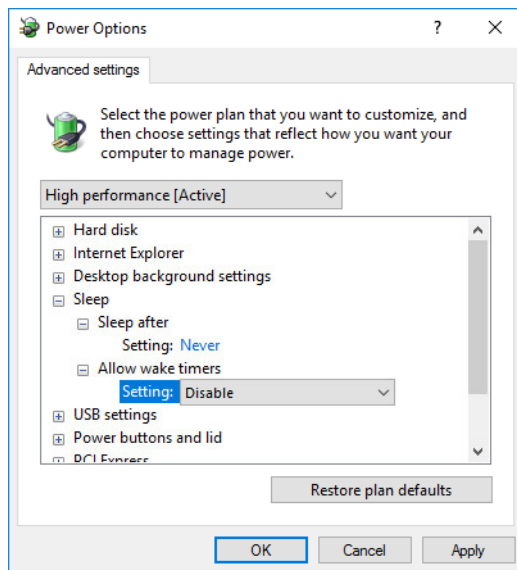 Power Options
?
Advanced settings
Select the power plan that you want to customize, and
then choose settings that reflect how you want your
computer to manage power.
High performance [Active]
Hard disk
Internet Explorer
Desktop background settings
Sleep
Sleep after
Setting: Never
Allow wake timers
Setting: Disable
USB settings
Power buttons and lid
PCI Express
Restore plan defaults
OK Cancel Apply